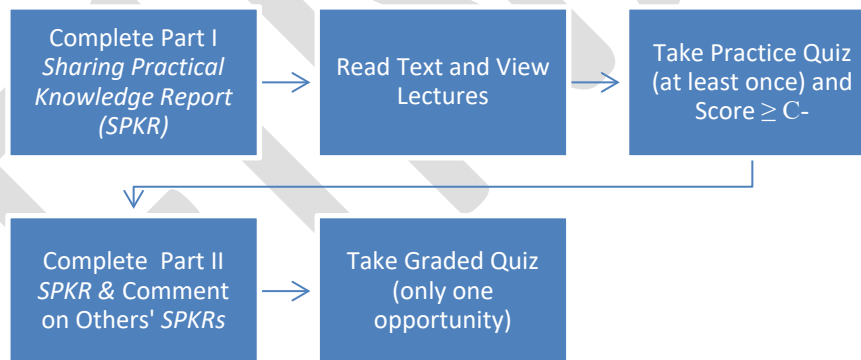 Complete Part I
Sharing Practical
Knowledge Report
(SPKR)
Read Text and View
Lectures
Take Practice Quiz
(at least once) and
Score ≥ C-
Complete Part II
SPKR & Comment
on Others' SPKRs
Take Graded Quiz
(only one
opportunity)